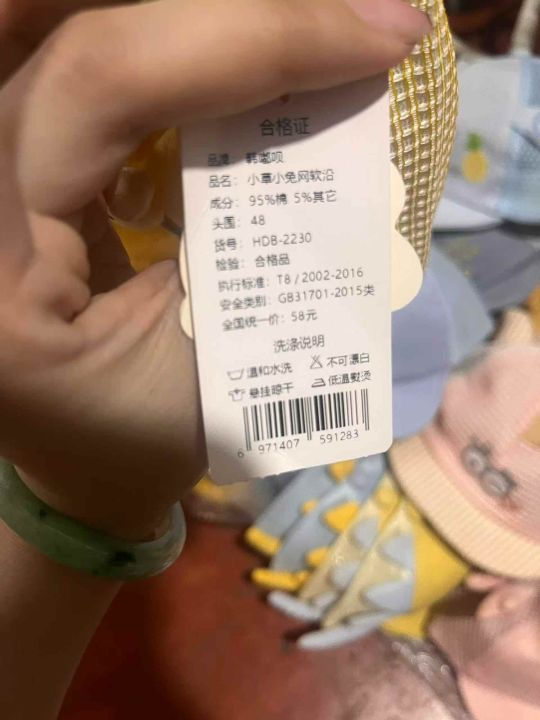 合格证
品牌：韩嘟呗
品名：小草小兔网软沿
成分：95%棉 5%其它
头围：48
货号：HDB-2230
检验：合格品
执行标准：T8/2002-2016
安全类别：GB31701-2015类
全国统一价：58元
洗涤说明
温和水洗 不可漂白
悬挂晾干 低温熨烫
6 971407 591283